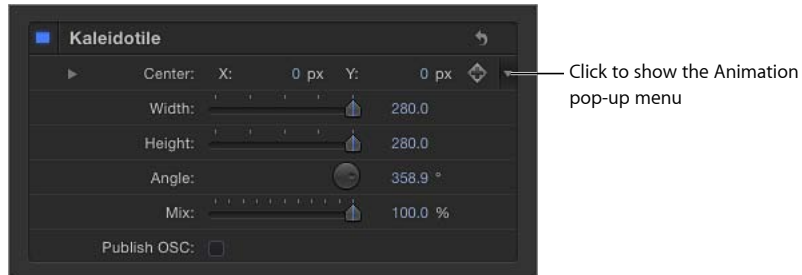 Kaleidotile
Center: X: 0 px Y: 0 px
Width: 280.0
Height: 280.0
Angle: 358.9 °
Mix: 100.0 %
Publish OSC:
Click to show the Animation
pop-up menu